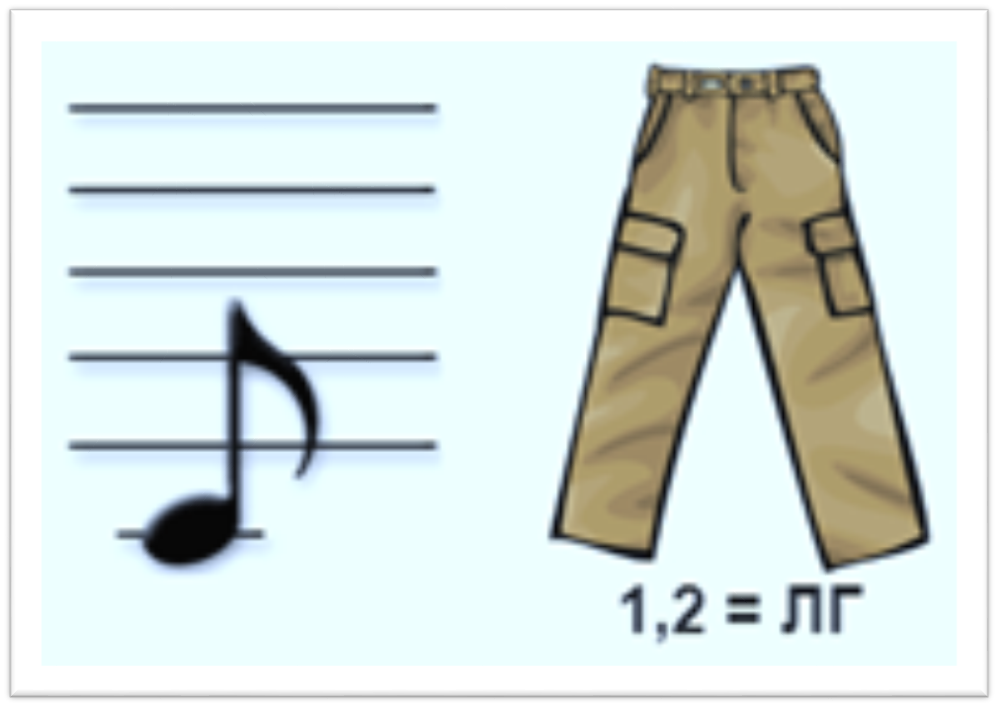 1,2 = ЛГ